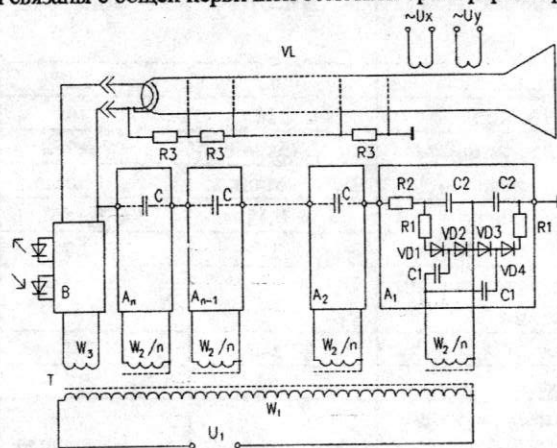 связаны с общей
~Ux ~Uy
VL
R3 R3 R3
C C C R2 C2 C2
R1 R1
VD1 VD2 VD3 VD4
C1 C1
B An An-1 A2 A1
W3 W2/n W2/n W2/n W2/n
T
W1
U1